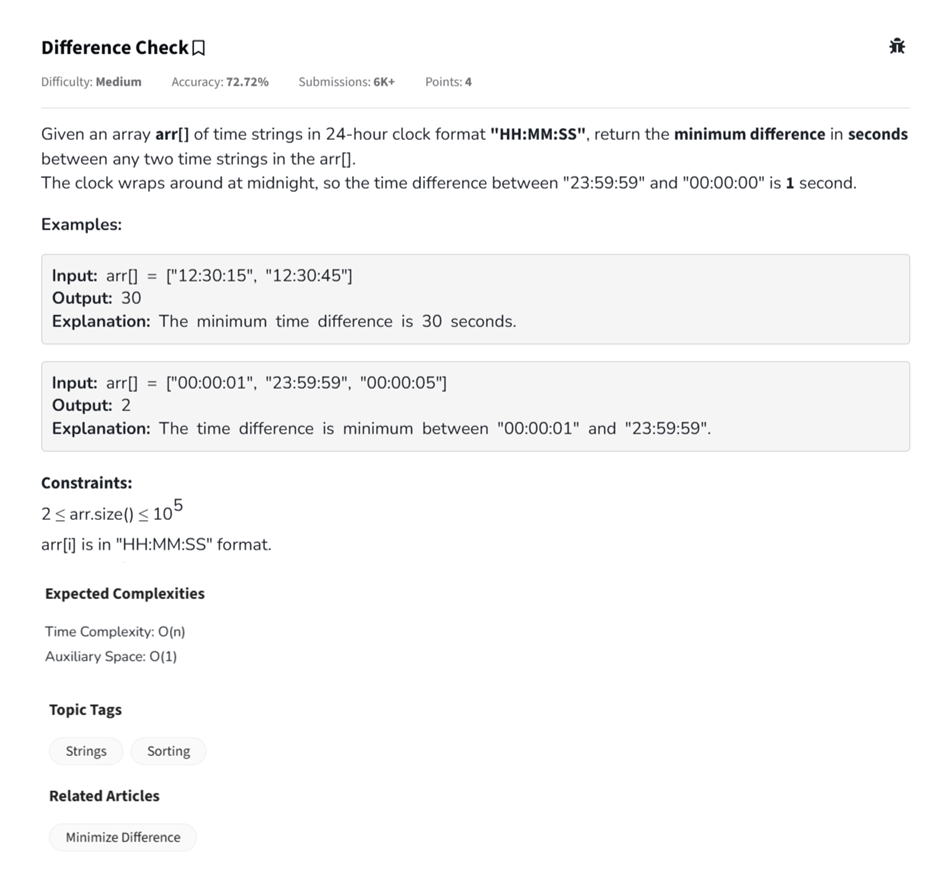 Difference Check
Difficulty: Medium Accuracy: 72.72% Submissions: 6K+ Points: 4
Given an array arr[] of time strings in 24-hour clock format "HH:MM:SS", return the minimum difference in seconds
between any two time strings in the arr[].
The clock wraps around at midnight, so the time difference between "23:59:59" and "00:00:00" is 1 second.
Examples:
Input: arr[] = ["12:30:15", "12:30:45"]
Output: 30
Explanation: The minimum time difference is 30 seconds.
Input: arr[] = ["00:00:01", "23:59:59", "00:00:05"]
Output: 2
Explanation: The time difference is minimum between "00:00:01" and "23:59:59".
Constraints:
2 ≤ arr.size() ≤ 10⁵
arr[i] is in "HH:MM:SS" format.
Expected Complexities
Time Complexity: O(n)
Auxiliary Space: O(1)
Topic Tags
Strings Sorting
Related Articles
Minimize Difference